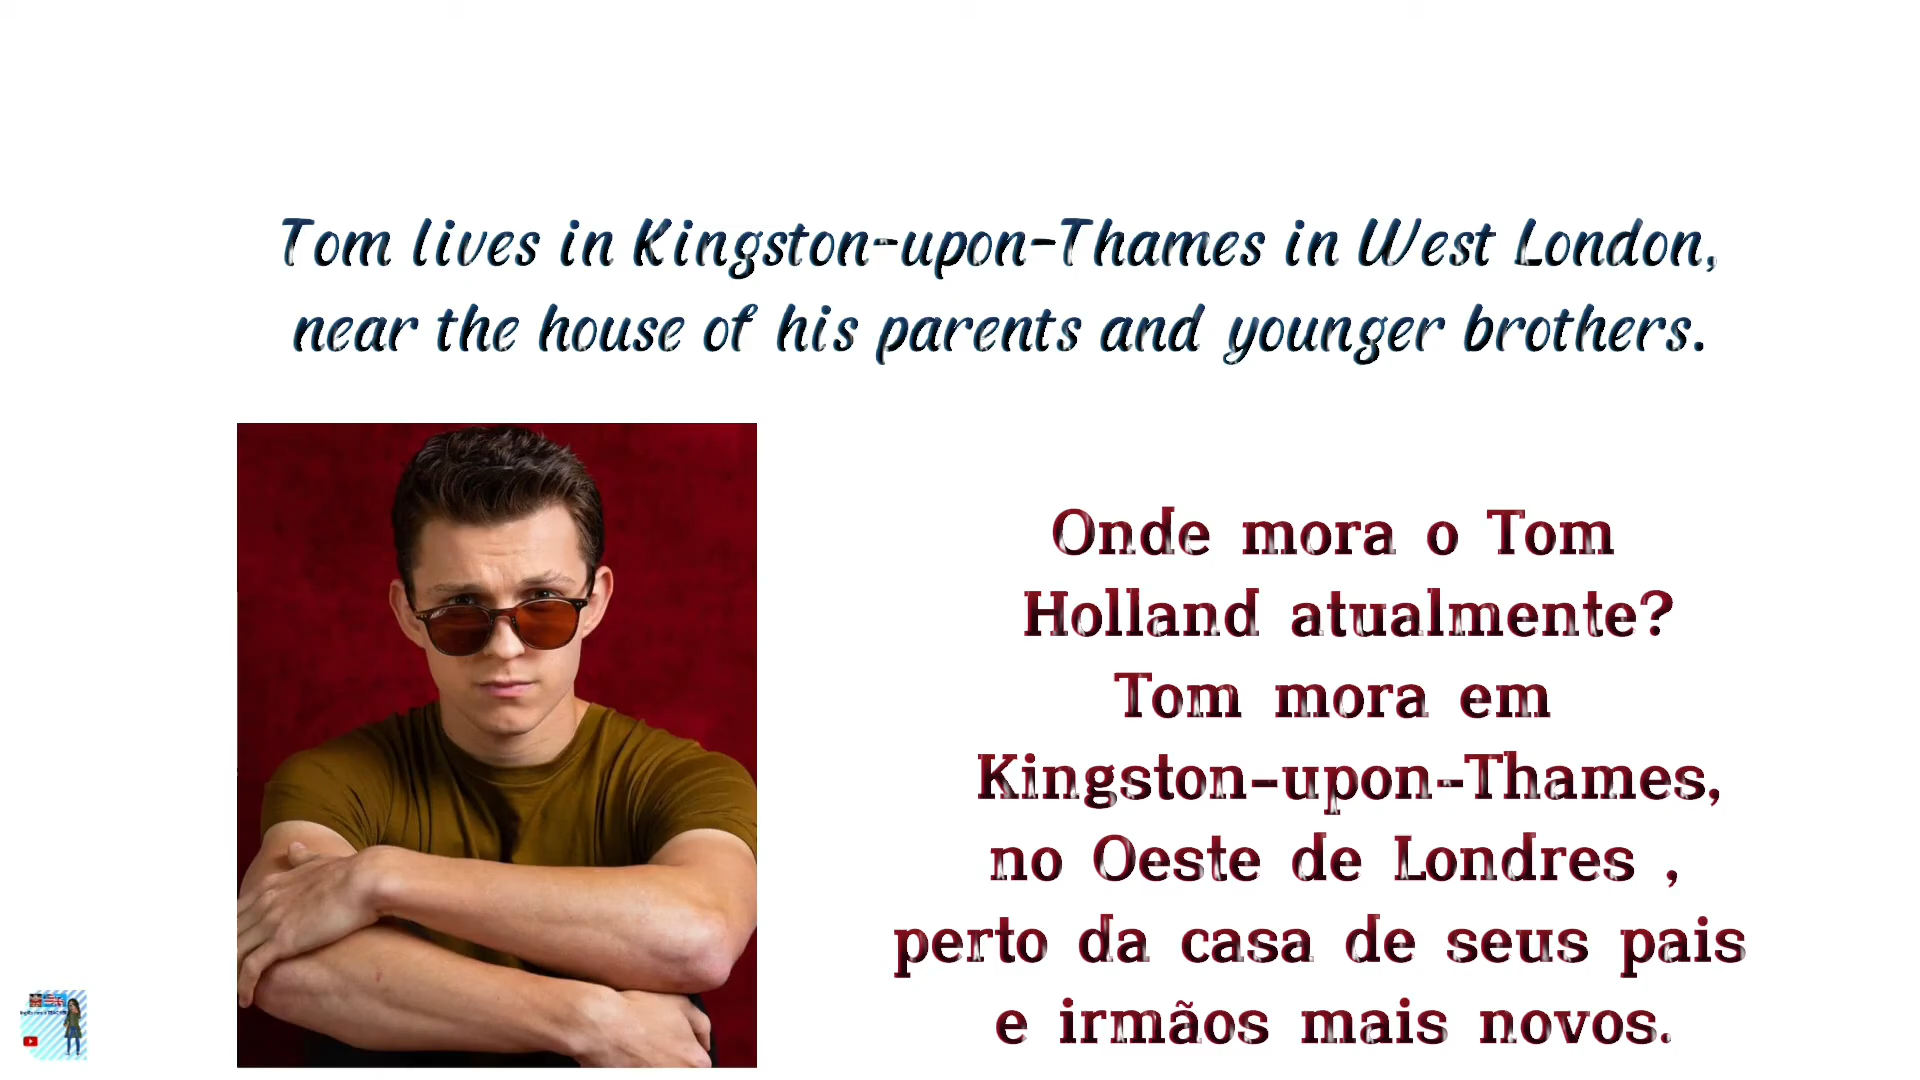 Tom lives in Kingston-upon-Thames in West London,
near the house of his parents and younger brothers.
Onde mora o Tom
Holland atualmente?
Tom mora em
Kingston-upon-Thames,
no Oeste de Londres ,
perto da casa de seus pais
e irmãos mais novos.